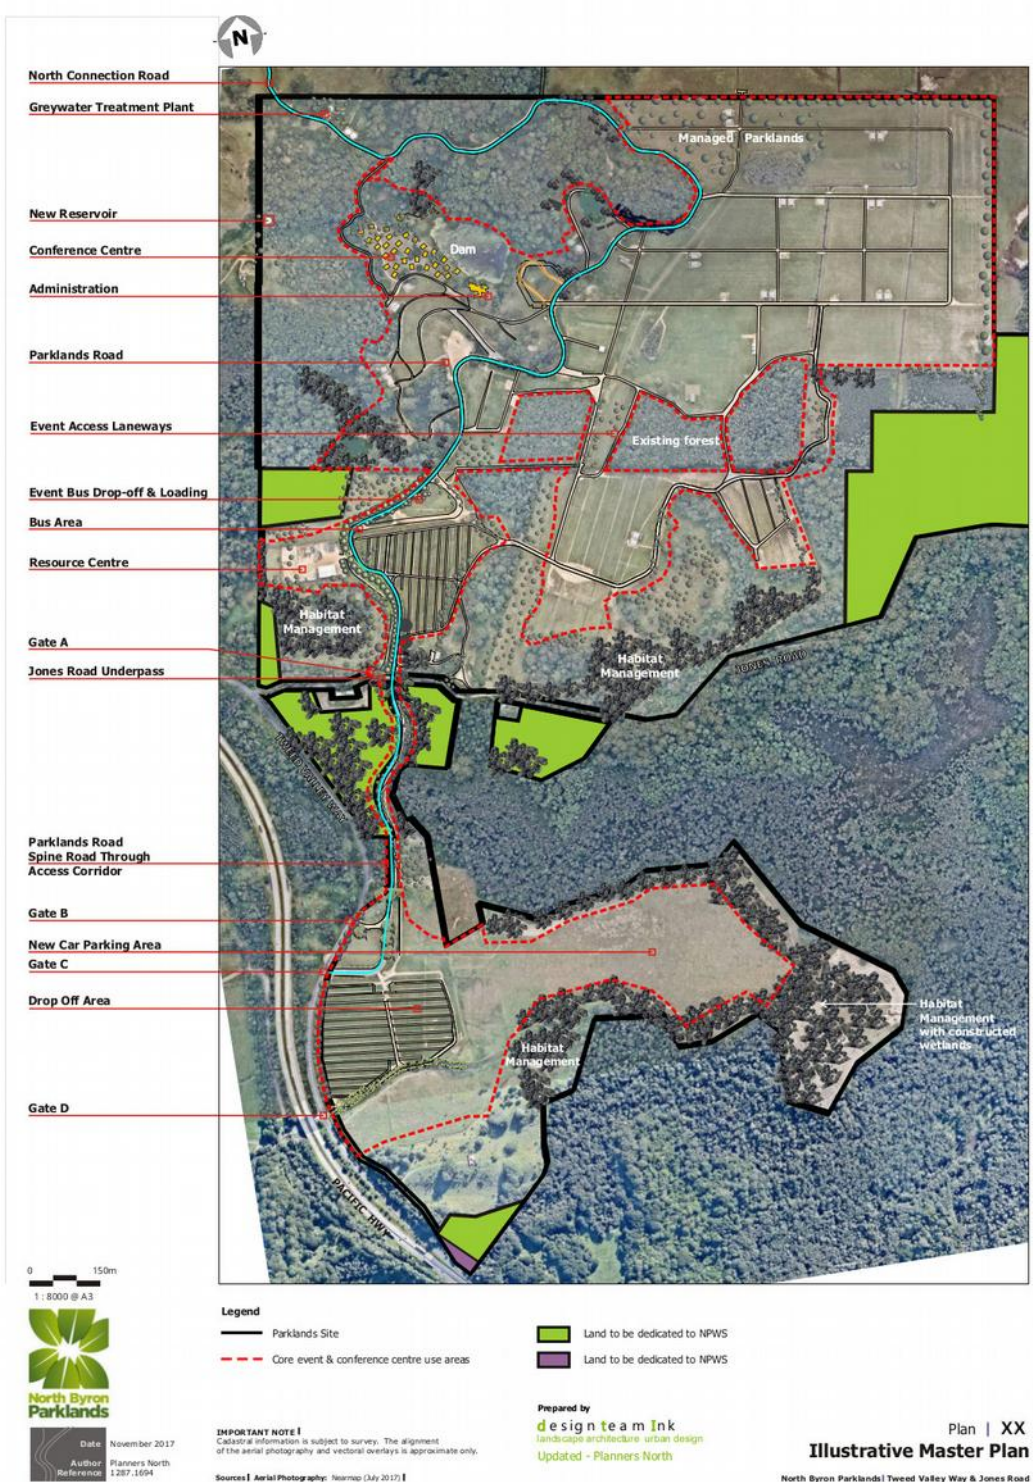 N
North Connection Road
Greywater Treatment Plant
New Reservoir
Conference Centre
Administration
Parklands Road
Event Access Laneways
Event Bus Drop-off & Loading
Bus Area
Resource Centre
Gate A
Jones Road Underpass
Parklands Road
Spine Road Through
Access Corridor
Gate B
New Car Parking Area
Gate C
Drop Off Area
Gate D
Managed Parklands
Dam
Existing forest
Habitat
Management
Habitat
Management
JONES ROAD
TWEED VALLEY WAY
Habitat
Management
with constructed
wetlands
Habitat
Management
PACIFIC HWY
0 150m
1 : 8000 @ A3
North Byron
Parklands
Date November 2017
Author Planners North
Reference 1287.1694
Legend
Parklands Site
Core event & conference centre use areas
Land to be dedicated to NPWS
Land to be dedicated to NPWS
IMPORTANT NOTE |
Cadastral information is subject to survey. The alignment
of the aerial photography and vectoral overlays is approximate only.
Sources | Aerial Photography: Nearmap (July 2017) |
Prepared by
design team Ink
landscape architecture urban design
Updated - Planners North
Plan | XX
Illustrative Master Plan
North Byron Parklands| Tweed Valley Way & Jones Road